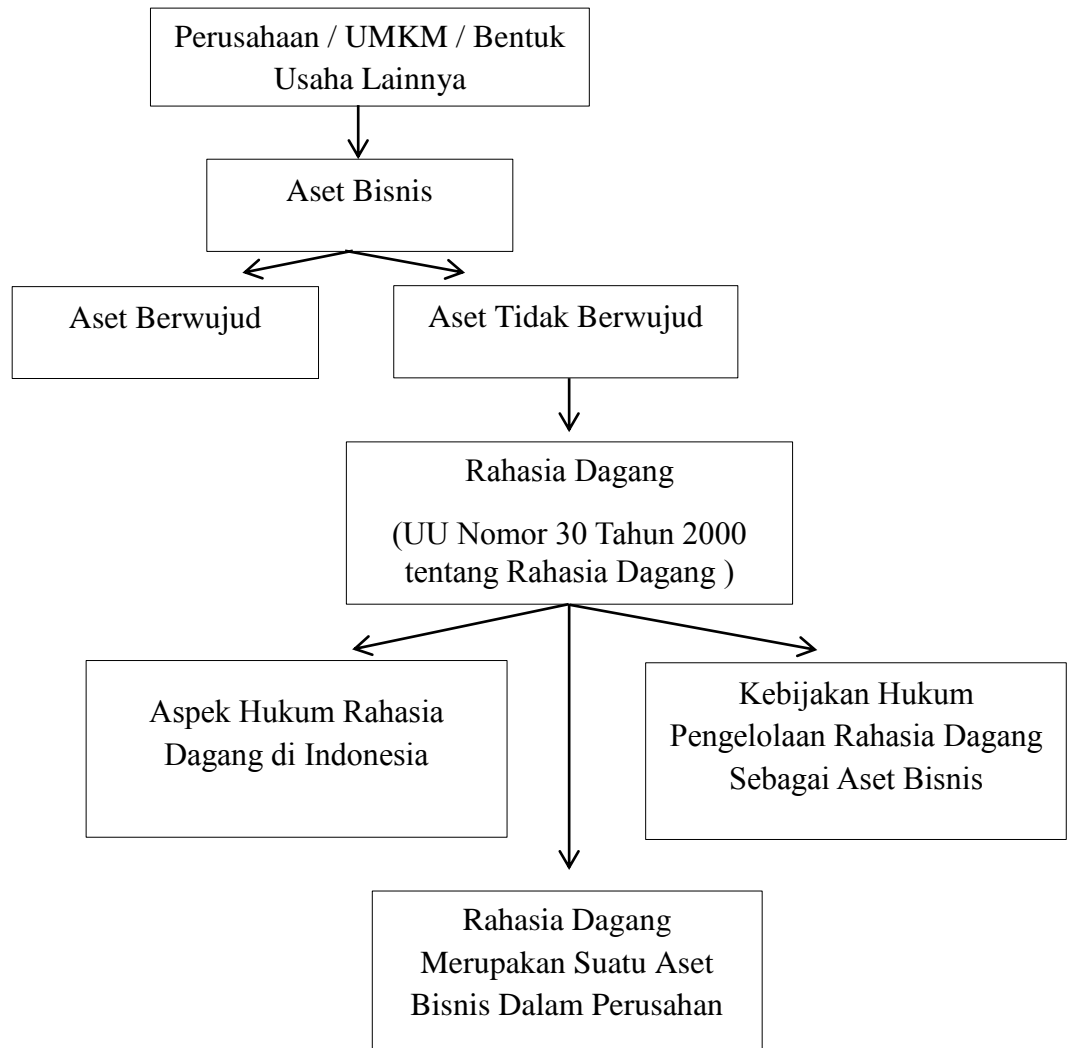 Perusahaan / UMKM / Bentuk
Usaha Lainnya
Aset Bisnis
Aset Berwujud
Aset Tidak Berwujud
Rahasia Dagang
(UU Nomor 30 Tahun 2000
tentang Rahasia Dagang )
Aspek Hukum Rahasia
Dagang di Indonesia
Kebijakan Hukum
Pengelolaan Rahasia Dagang
Sebagai Aset Bisnis
Rahasia Dagang
Merupakan Suatu Aset
Bisnis Dalam Perusahan